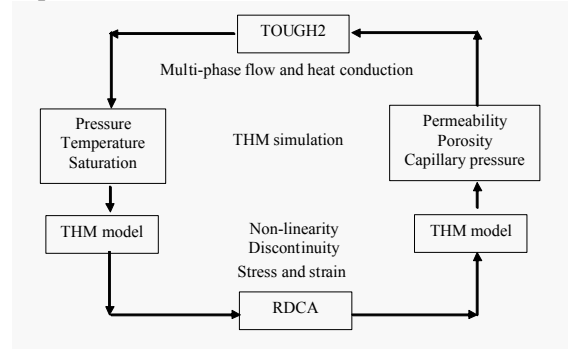 TOUGH2
Multi-phase flow and heat conduction
Pressure
Temperature
Saturation
THM simulation
Permeability
Porosity
Capillary pressure
THM model
Non-linearity
Discontinuity
Stress and strain
THM model
RDCA